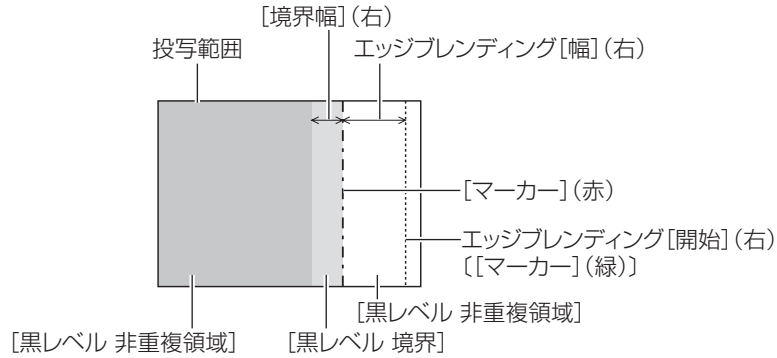 [境界幅](右)
投写範囲
エッジブレンディング[幅](右)
[マーカー](赤)
エッジブレンディング[開始](右)
〔[マーカー](緑)〕
[黒レベル 非重複領域]
[黒レベル 非重複領域]
[黒レベル 境界]